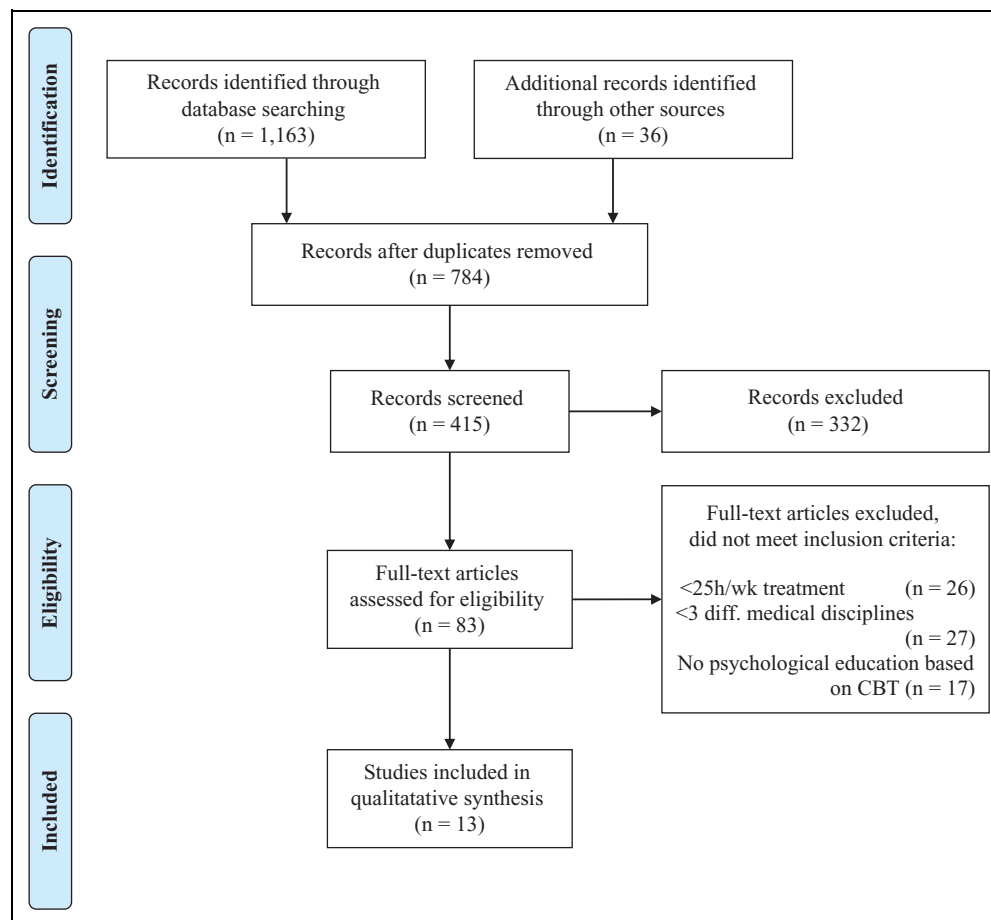 Identification
Records identified through
database searching
(n = 1,163)
Additional records identified
through other sources
(n = 36)
Records after duplicates removed
(n = 784)
Screening
Records screened
(n = 415)
Records excluded
(n = 332)
Eligibility
Full-text articles
assessed for eligibility
(n = 83)
Full-text articles excluded,
did not meet inclusion criteria:
<25h/wk treatment (n = 26)
<3 diff. medical disciplines
(n = 27)
No psychological education based
on CBT (n = 17)
Included
Studies included in
qualitatative synthesis
(n = 13)